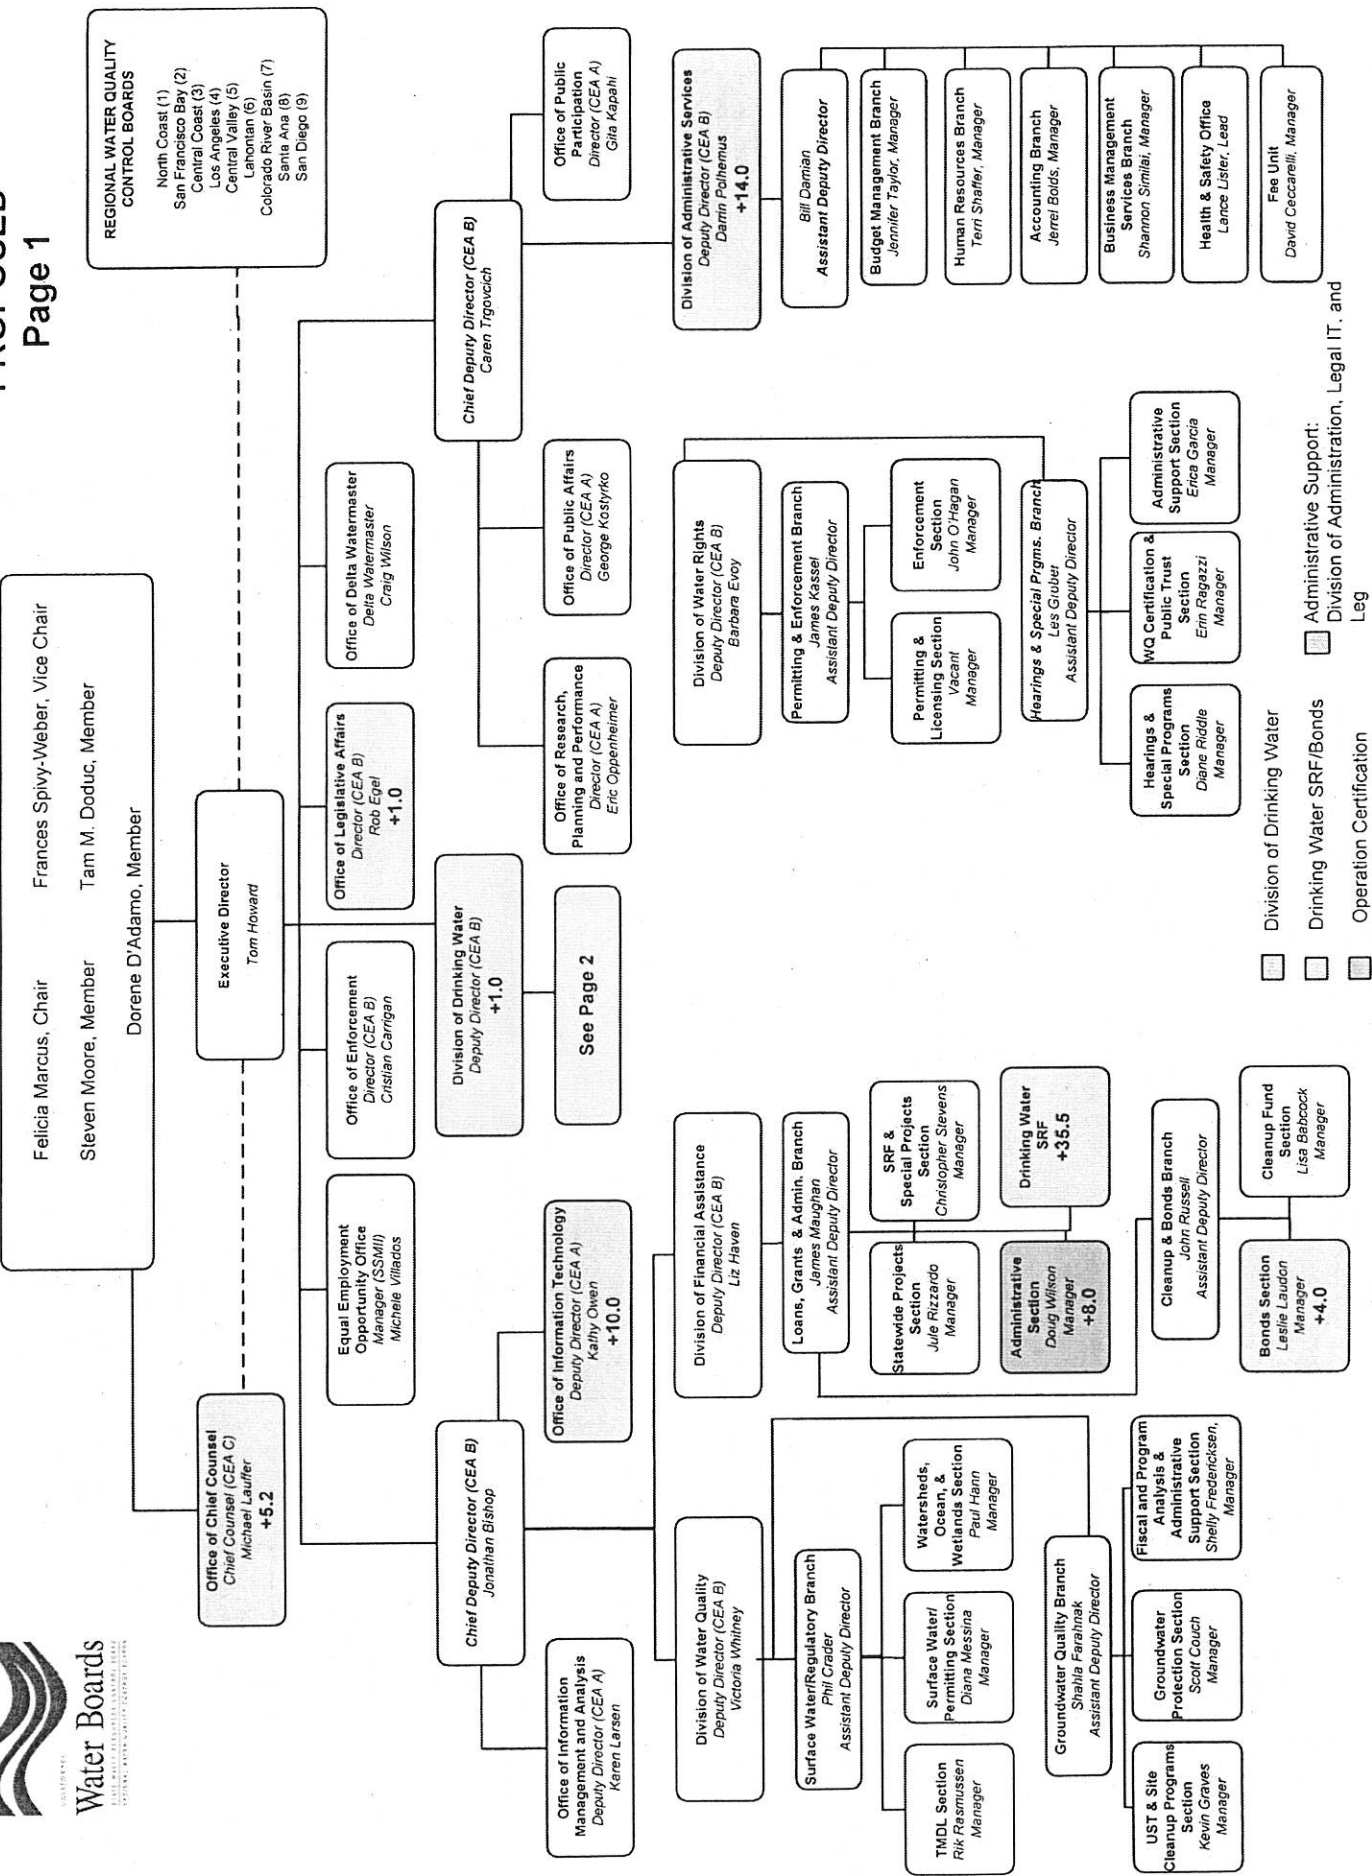 Page 1
Water Boards
Felicia Marcus, Chair
Frances Spivy-Weber, Vice Chair
Steven Moore, Member
Tam M. Doduc, Member
Dorene D'Adamo, Member
REGIONAL WATER QUALITY
CONTROL BOARDS
North Coast (1)
San Francisco Bay (2)
Central Coast (3)
Los Angeles (4)
Central Valley (5)
Lahontan (6)
Colorado River Basin (7)
Santa Ana (8)
San Diego (9)
Office of Chief Counsel
Chief Counsel (CEA C)
Michael Lauffer
+5.2
Executive Director
Tom Howard
Equal Employment
Opportunity Office
Manager (SSMII)
Michele Villados
Office of Enforcement
Director (CEA B)
Cristian Carrigan
Office of Legislative Affairs
Director (CEA B)
Rob Egel
+1.0
Office of Delta Watermaster
Delta Watermaster
Craig Wilson
Chief Deputy Director (CEA B)
Jonathan Bishop
Division of Drinking Water
Deputy Director (CEA B)
+1.0
Chief Deputy Director (CEA B)
Caren Trgovcich
Office of Information
Management and Analysis
Deputy Director (CEA A)
Karen Larsen
Office of Information Technology
Deputy Director (CEA A)
Kathy Owen
+10.0
See Page 2
Office of Research,
Planning and Performance
Director (CEA A)
Eric Oppenheimer
Office of Public Affairs
Director (CEA A)
George Kostyrko
Office of Public
Participation
Director (CEA A)
Gita Kapahi
Division of Water Quality
Deputy Director (CEA B)
Victoria Whitney
Division of Financial Assistance
Deputy Director (CEA B)
Liz Haven
Division of Water Rights
Deputy Director (CEA B)
Barbara Evoy
Division of Administrative Services
Deputy Director (CEA B)
Darrin Polhemus
+14.0
Surface Water/Regulatory Branch
Phil Crader
Assistant Deputy Director
Loans, Grants & Admin. Branch
James Maughan
Assistant Deputy Director
Permitting & Enforcement Branch
James Kassel
Assistant Deputy Director
Bill Damian
Assistant Deputy Director
TMDL Section
Rik Rasmussen
Manager
Surface Water/
Permitting Section
Diana Messina
Manager
Watersheds,
Ocean, &
Wetlands Section
Paul Hann
Manager
Statewide Projects
Section
Jule Rizzardo
Manager
SRF &
Special Projects
Section
Christopher Stevens
Manager
Permitting &
Licensing Section
Vacant
Manager
Enforcement
Section
John O'Hagan
Manager
Budget Management Branch
Jennifer Taylor, Manager
Human Resources Branch
Terri Shaffer, Manager
Administrative
Section
Doug Wilson
Manager
+8.0
Drinking Water
SRF
+35.5
Accounting Branch
Jerrel Bolds, Manager
Groundwater Quality Branch
Shahla Farahnak
Assistant Deputy Director
Hearings & Special Prgms. Branch
Les Grober
Assistant Deputy Director
Business Management
Services Branch
Shannon Similai, Manager
UST & Site
Cleanup Programs
Section
Kevin Graves
Manager
Groundwater
Protection Section
Scott Couch
Manager
Fiscal and Program
Analysis &
Administrative
Support Section
Shelly Fredericksen,
Manager
Cleanup & Bonds Branch
John Russell
Assistant Deputy Director
Hearings &
Special Programs
Section
Diane Riddle
Manager
WQ Certification &
Public Trust
Section
Erin Ragazzi
Manager
Administrative
Support Section
Erica Garcia
Manager
Health & Safety Office
Lance Lister, Lead
Bonds Section
Leslie Laudon
Manager
+4.0
Cleanup Fund
Section
Lisa Babcock
Manager
Fee Unit
David Ceccarelli, Manager
Division of Drinking Water
Drinking Water SRF/Bonds
Operation Certification
Administrative Support:
Division of Administration, Legal IT, and
Leg